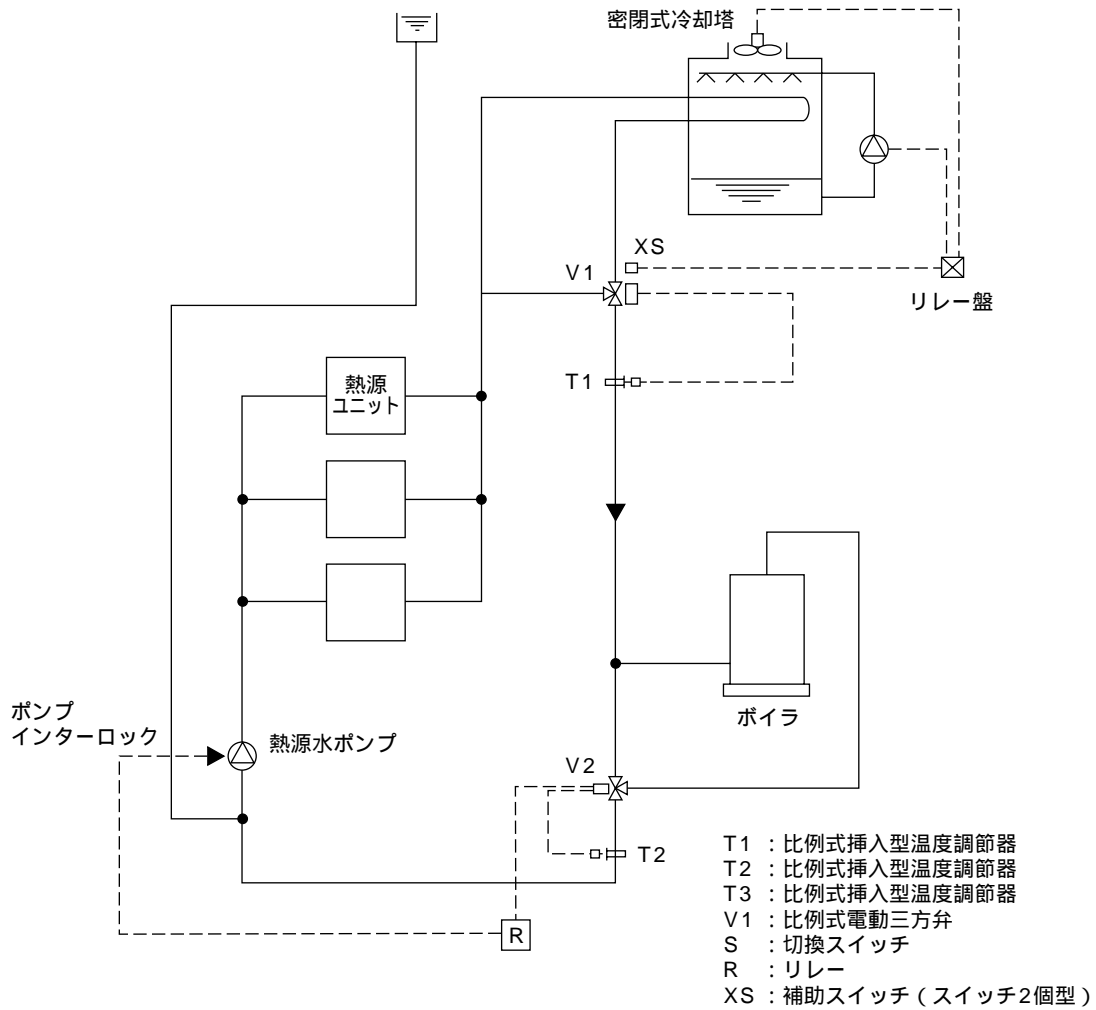 密閉式冷却塔
XS
V1
リレー盤
T1
熱源
ユニット
ボイラ
ポンプ
インターロック
熱源水ポンプ
V2
T2
R
T1 : 比例式挿入型温度調節器
T2 : 比例式挿入型温度調節器
T3 : 比例式挿入型温度調節器
V1 : 比例式電動三方弁
S : 切換スイッチ
R : リレー
XS : 補助スイッチ ( スイッチ2個型 )